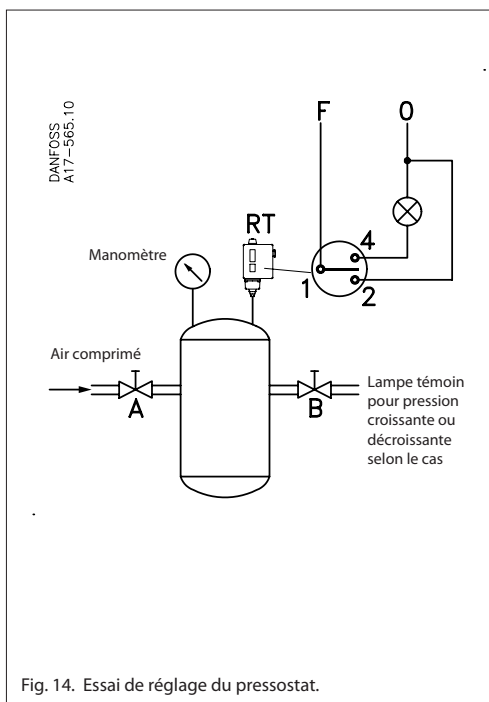 DANFOSS
A17-565.10
F
O
RT
4
1
2
Manomètre
Air comprimé
A
B
Lampe témoin
pour pression
croissante ou
décroissante
selon le cas
Fig. 14. Essai de réglage du pressostat.